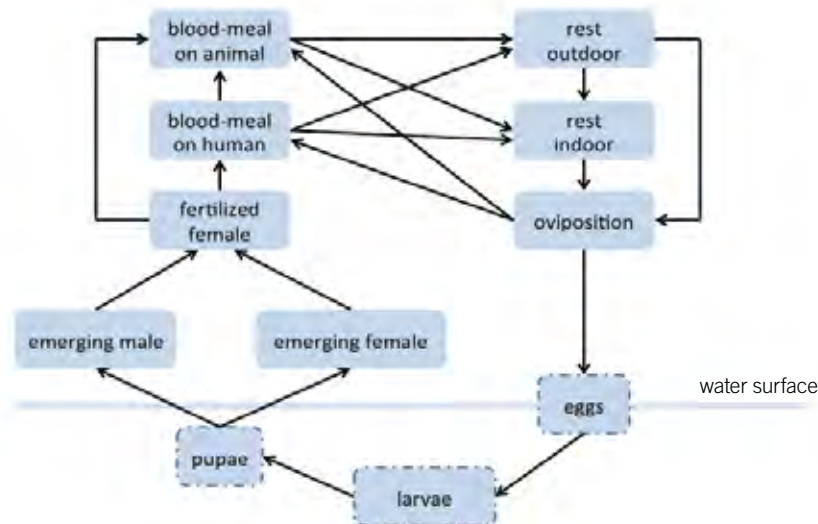 blood-meal
on animal
rest
outdoor
blood-meal
on human
rest
indoor
fertilized
female
oviposition
emerging male
emerging female
water surface
eggs
pupae
larvae